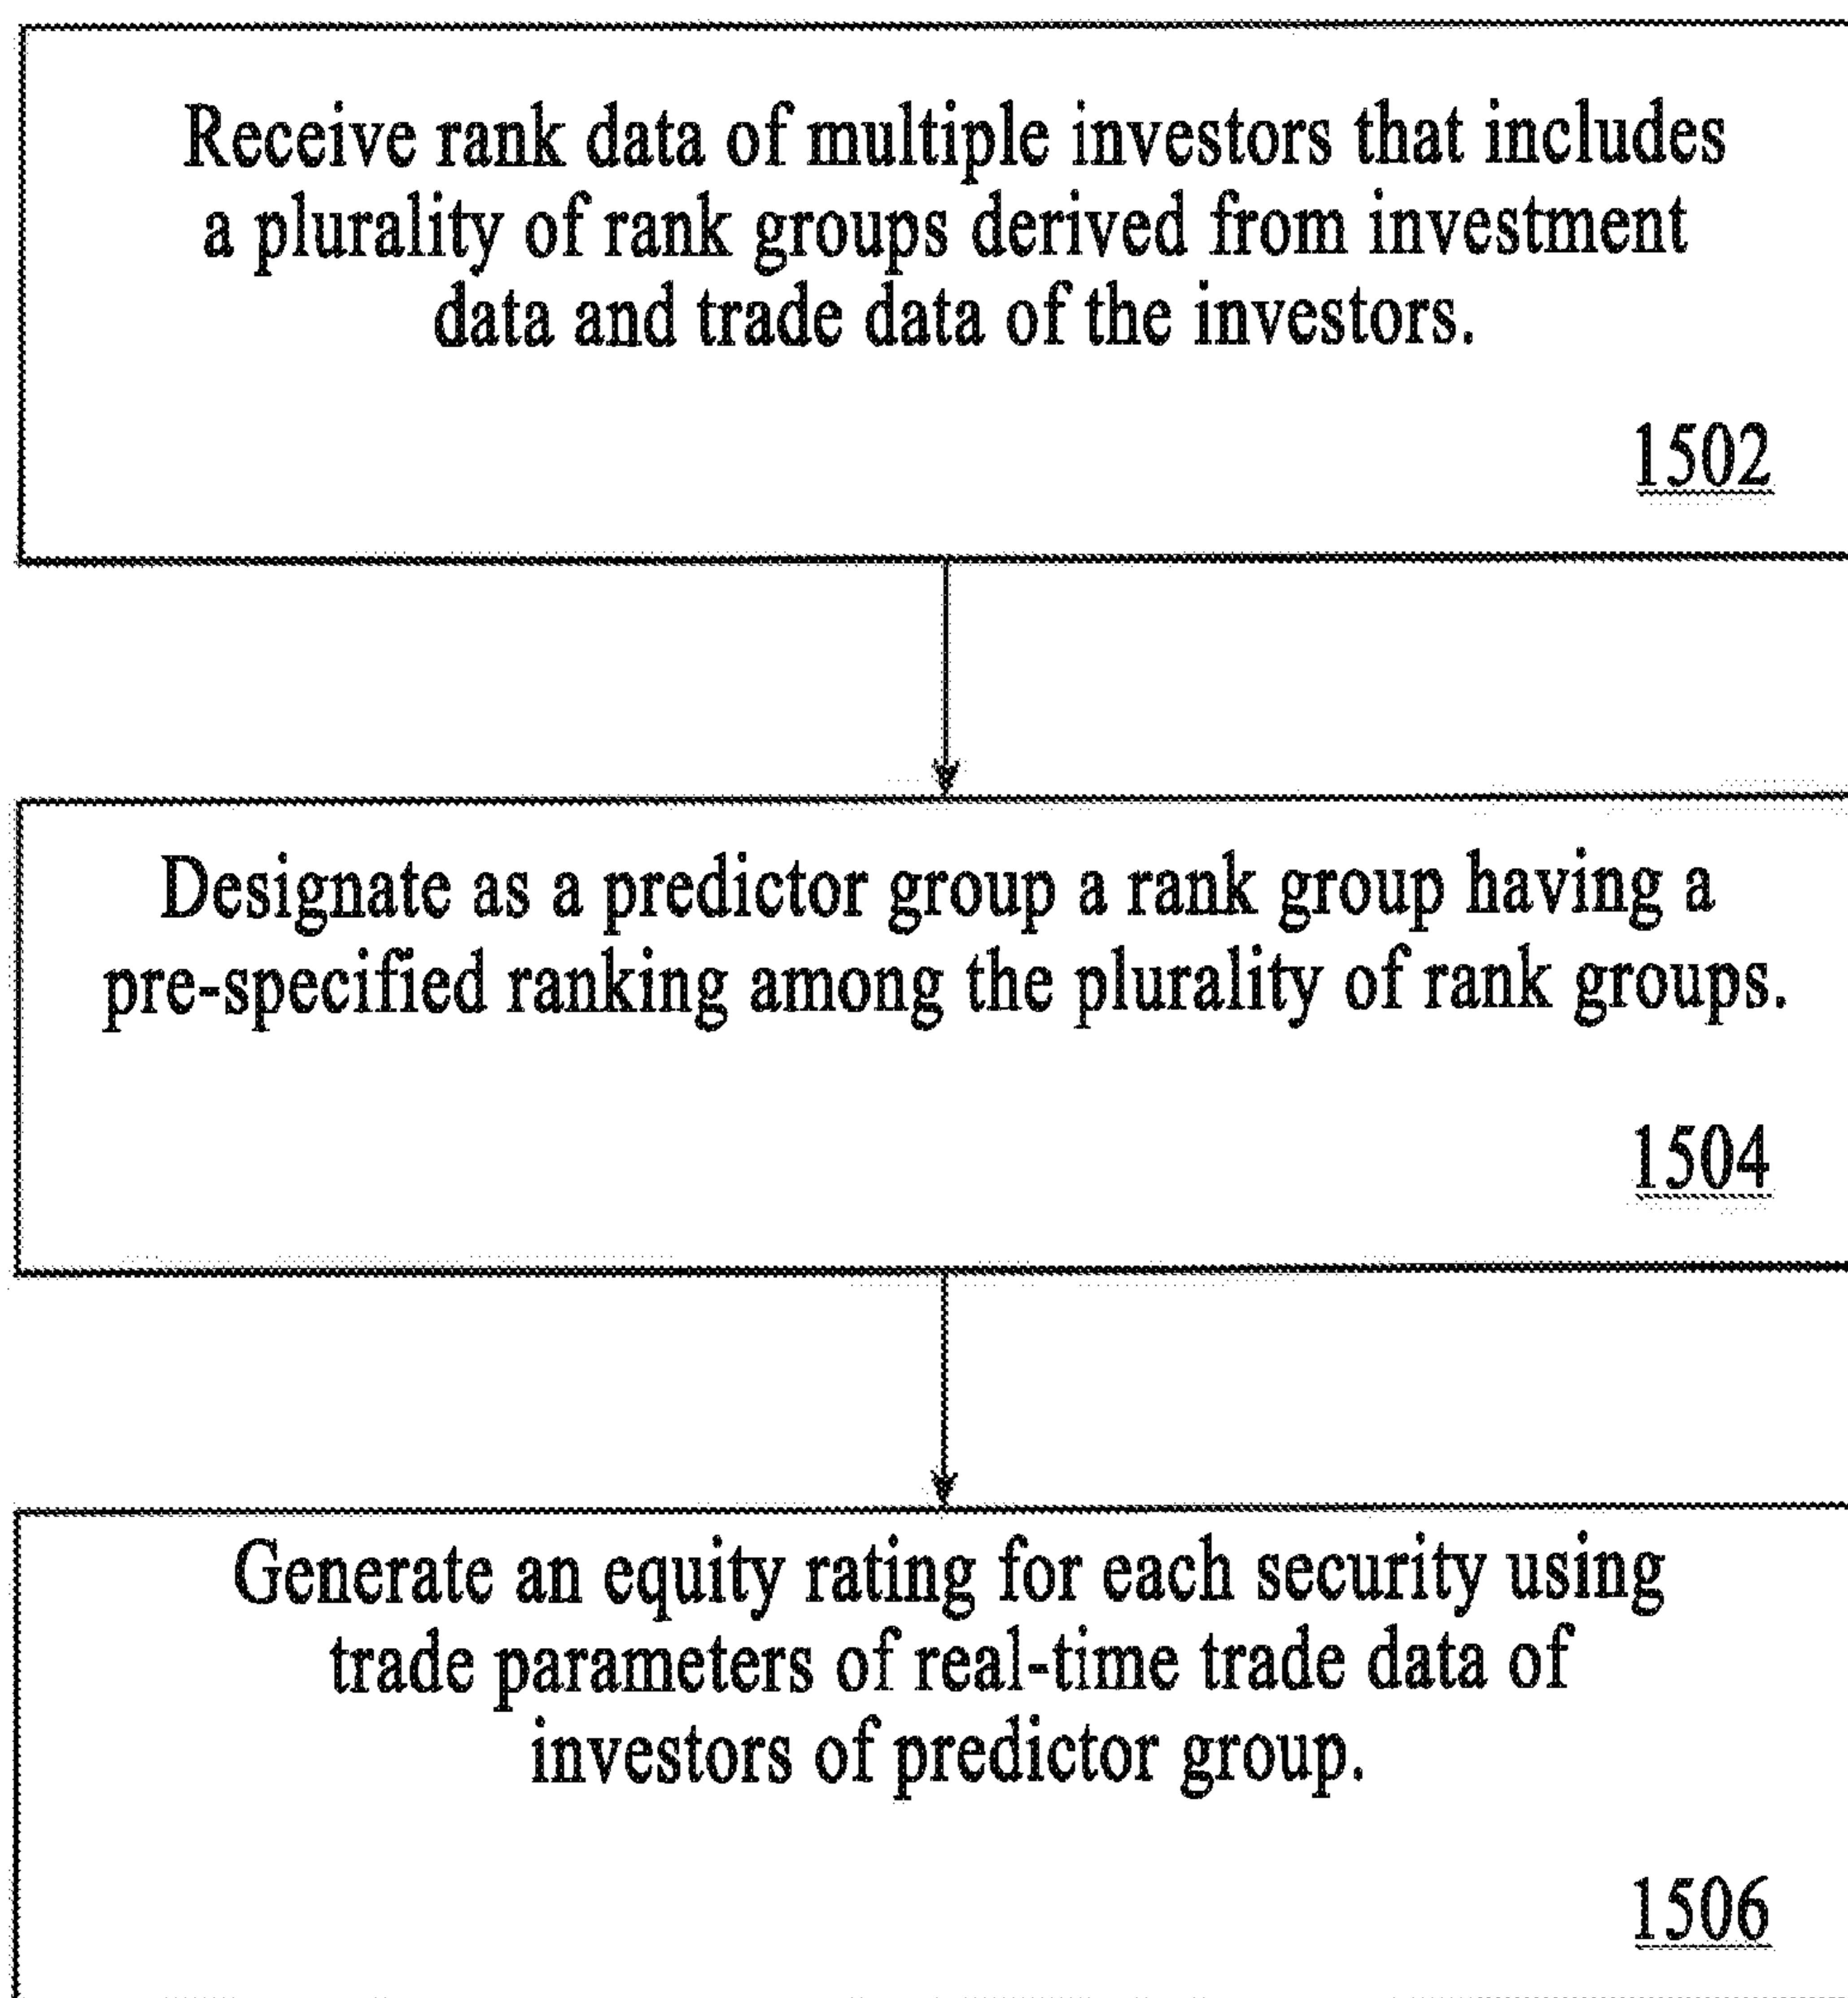 Receive rank data of multiple investors that includes
a plurality of rank groups derived from investment
data and trade data of the investors.
1502
Designate as a predictor group a rank group having a
pre-specified ranking among the plurality of rank groups.
1504
Generate an equity rating for each security using
trade parameters of real-time trade data of
investors of predictor group.
1506